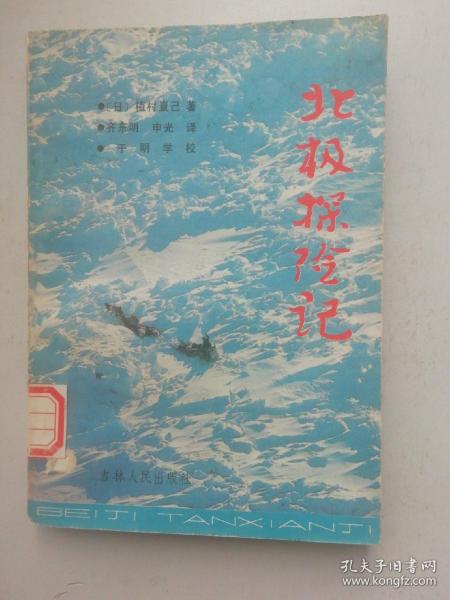 ●〔日〕植村直己 著
●齐东明 申光 译
● 于明学校
北极探险记
吉林人民出版社
BEIJI TANXIANJI
孔夫子旧书网
www.kongfz.com